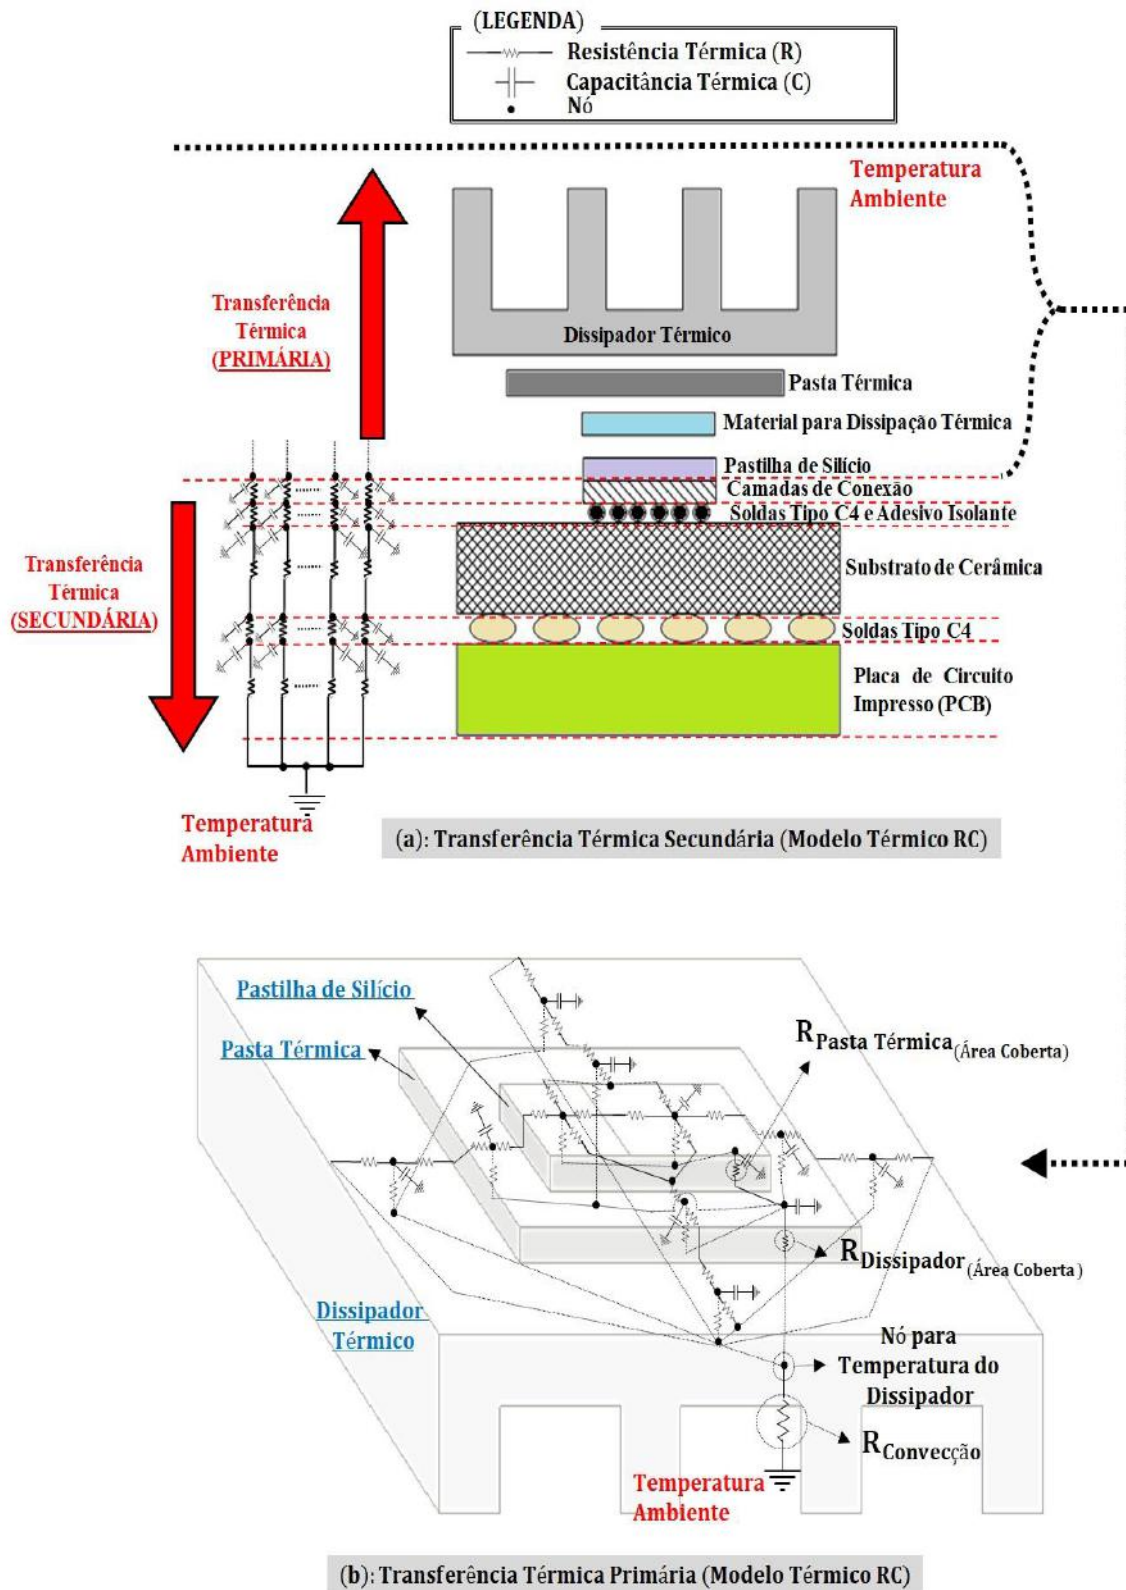 (LEGENDA)
Resistência Térmica (R)
Capacitância Térmica (C)
Nó
Temperatura
Ambiente
Transferência
Térmica
(PRIMÁRIA)
Dissipador Térmico
Pasta Térmica
Material para Dissipação Térmica
Pastilha de Silício
Camadas de Conexão
Soldas Tipo C4 e Adesivo Isolante
Transferência
Térmica
(SECUNDÁRIA)
Substrato de Cerâmica
Soldas Tipo C4
Placa de Circuito
Impresso (PCB)
Temperatura
Ambiente
(a): Transferência Térmica Secundária (Modelo Térmico RC)
Pastilha de Silício
Pasta Térmica
R Pasta Térmica (Área Coberta)
R Dissipador (Área Coberta)
Dissipador
Térmico
Nó para
Temperatura do
Dissipador
R Convecção
Temperatura
Ambiente
(b): Transferência Térmica Primária (Modelo Térmico RC)